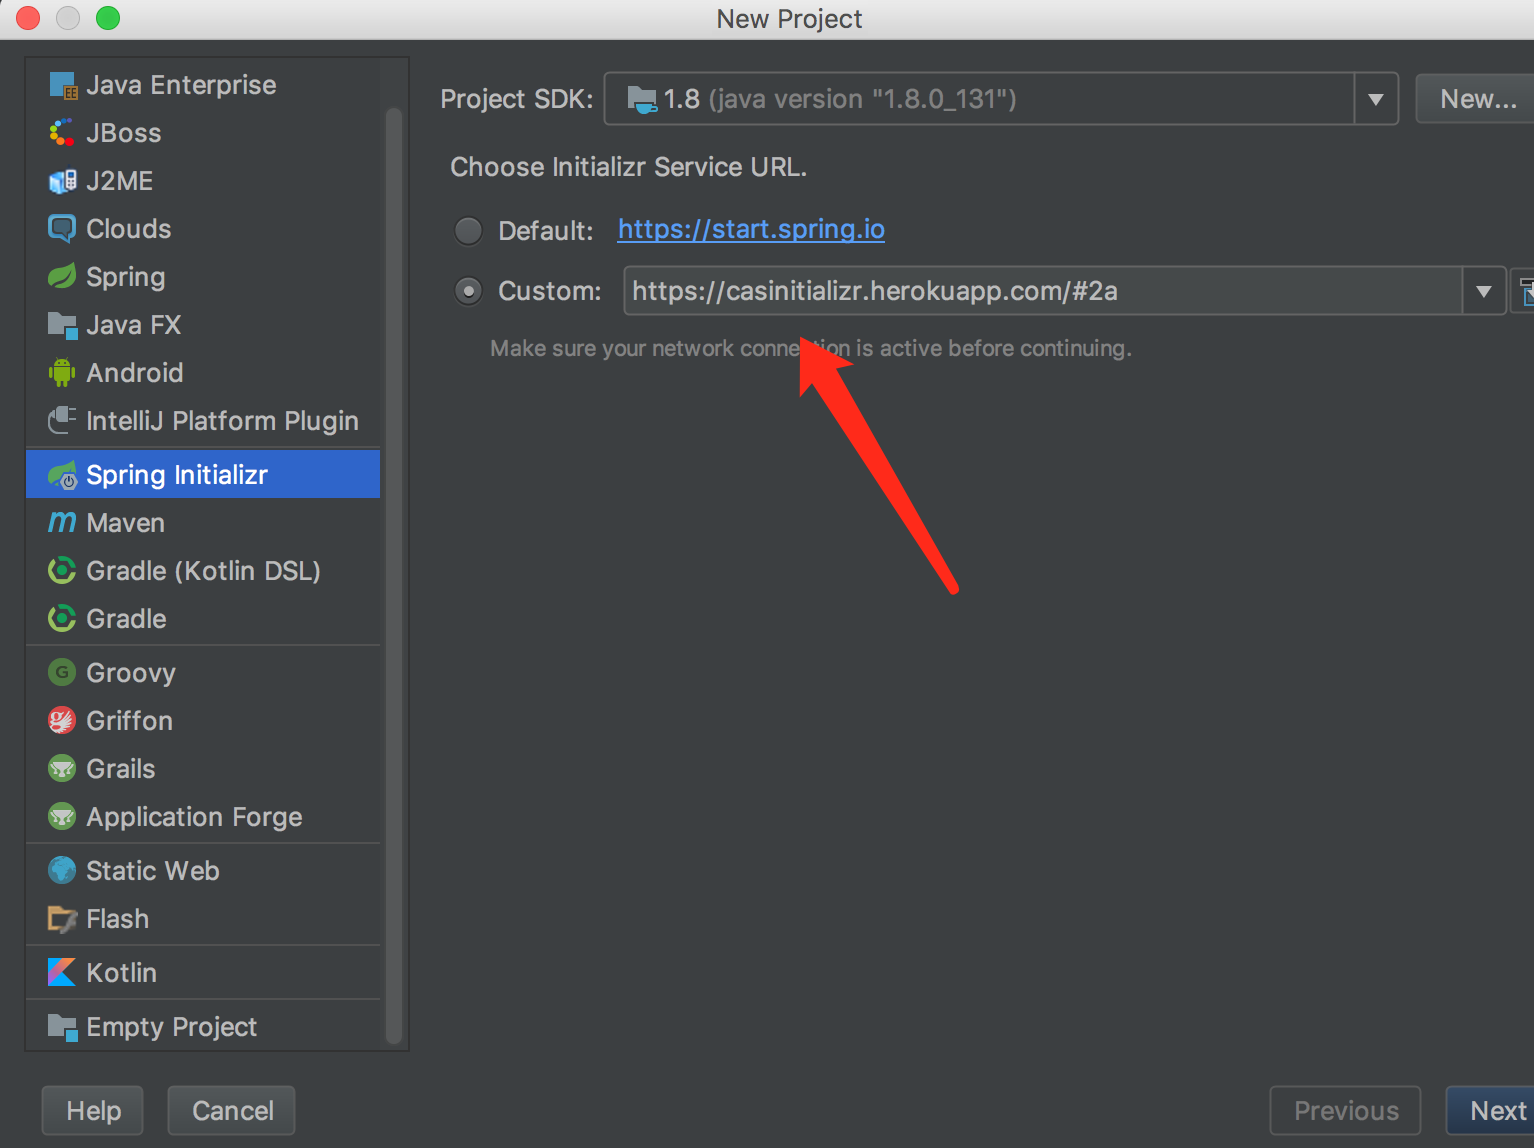 New Project
Java Enterprise
JBoss
J2ME
Clouds
Spring
Java FX
Android
IntelliJ Platform Plugin
Spring Initializr
Maven
Gradle (Kotlin DSL)
Gradle
Groovy
Griffon
Grails
Application Forge
Static Web
Flash
Kotlin
Empty Project
Project SDK: 1.8 (java version "1.8.0_131") New...
Choose Initializr Service URL.
Default: https://start.spring.io
Custom: https://casinitializr.herokuapp.com/#2a
Make sure your network connection is active before continuing.
Help Cancel Previous Next